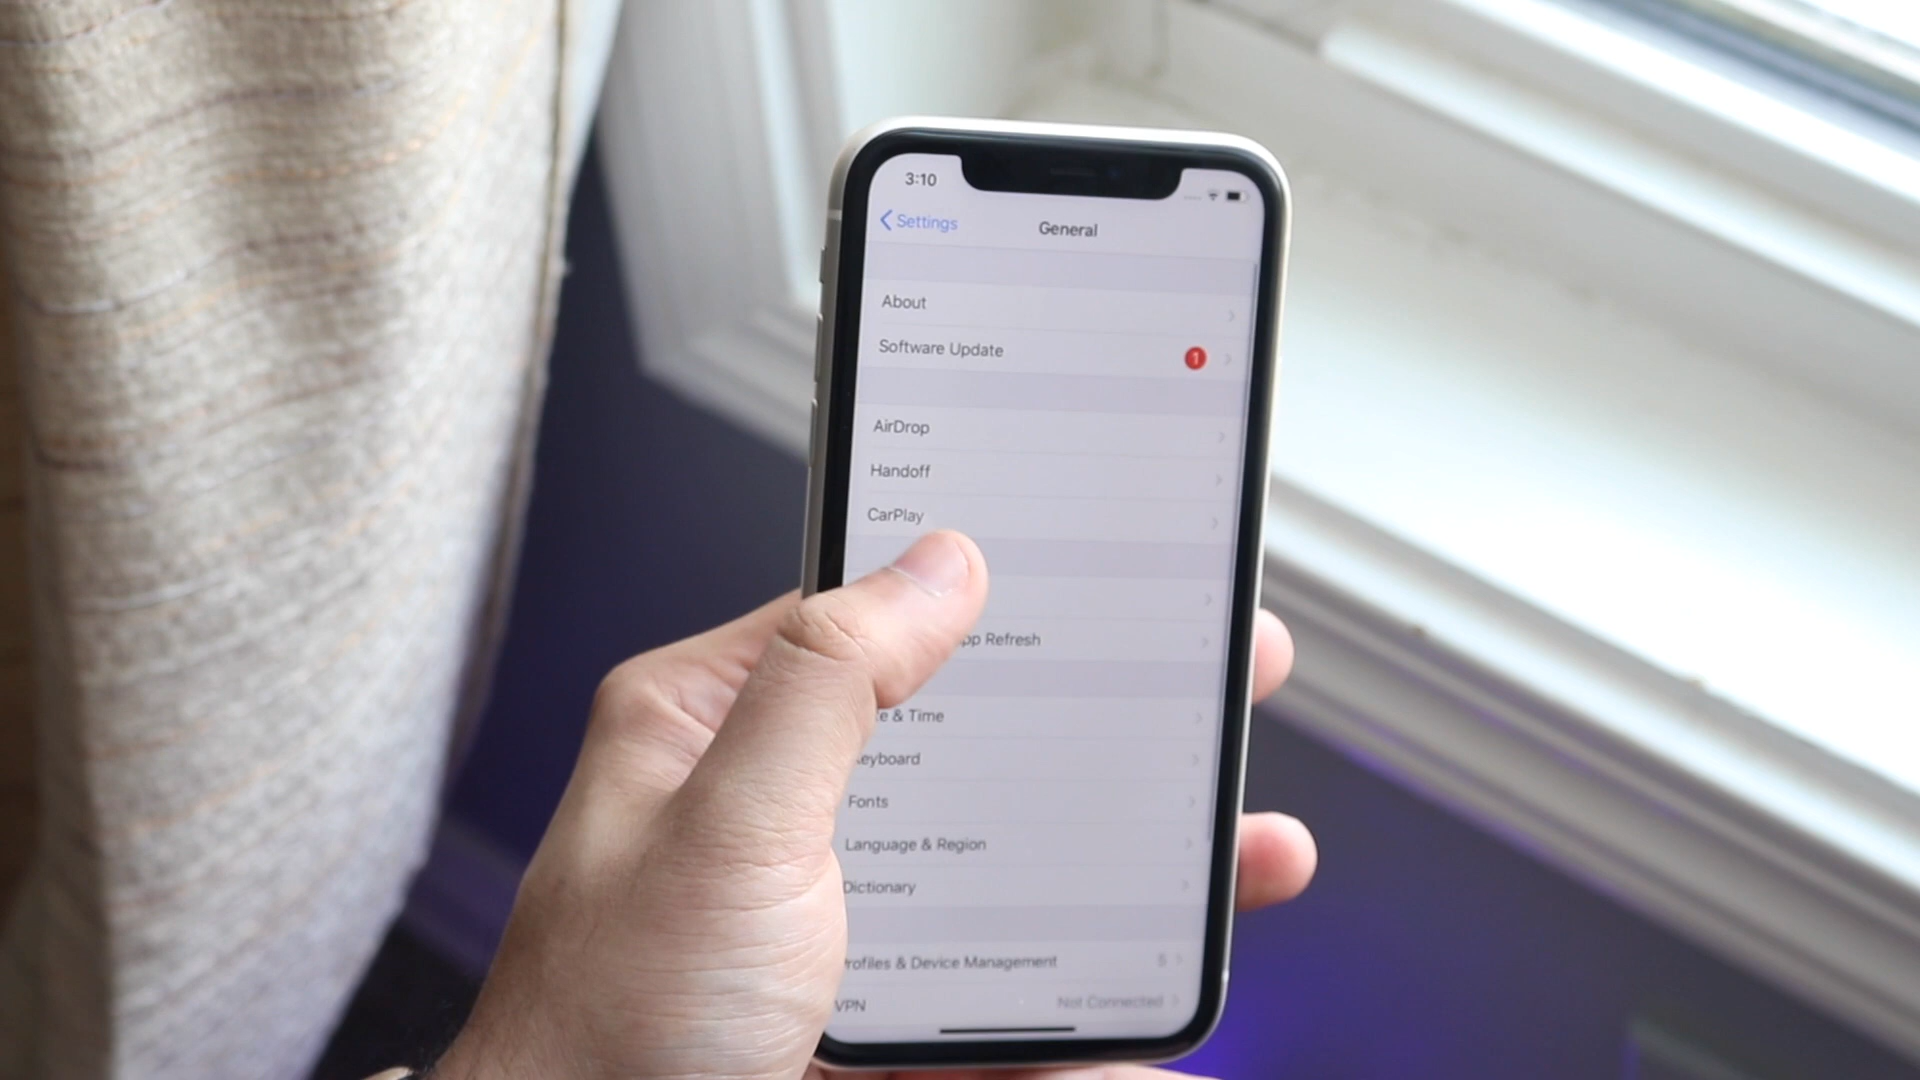 3:10
Settings
General
About
Software Update 1
AirDrop
Handoff
CarPlay
pp Refresh
e & Time
eyboard
Fonts
Language & Region
Dictionary
rofiles & Device Management 5
VPN Not Connected